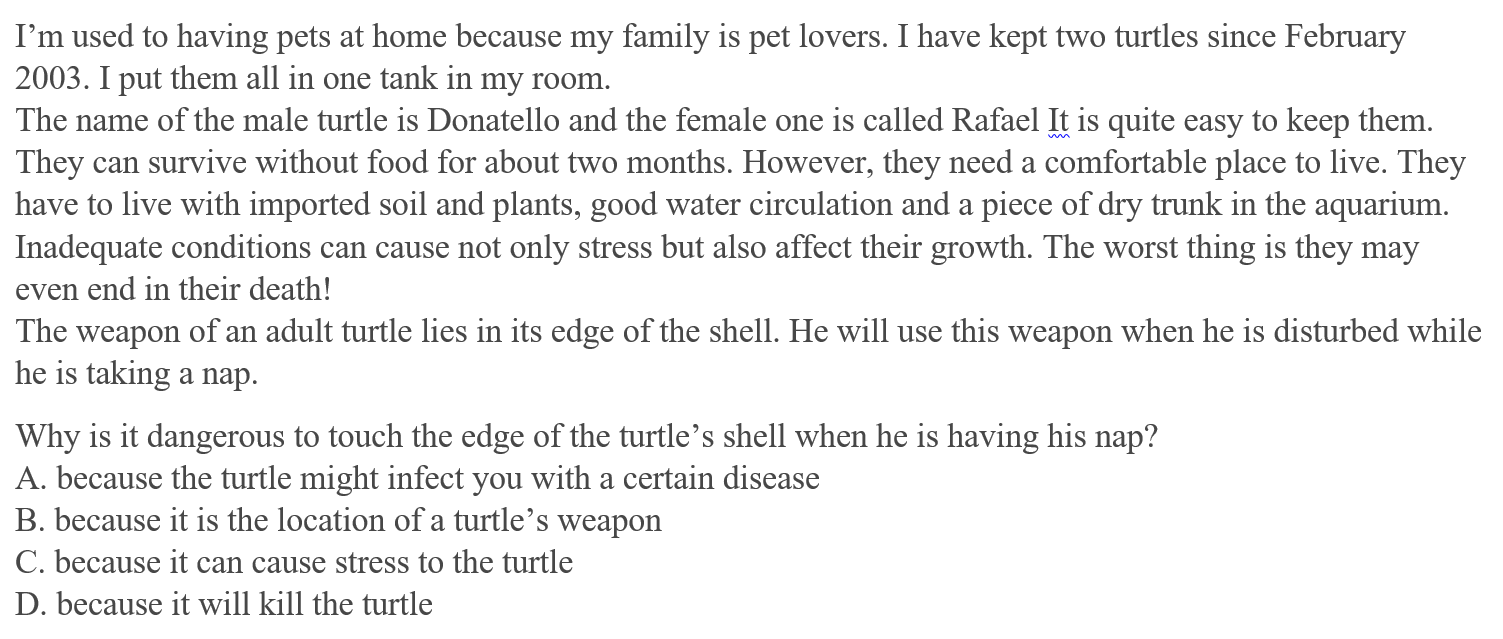 I’m used to having pets at home because my family is pet lovers. I have kept two turtles since February
2003. I put them all in one tank in my room.
The name of the male turtle is Donatello and the female one is called Rafael It is quite easy to keep them.
They can survive without food for about two months. However, they need a comfortable place to live. They
have to live with imported soil and plants, good water circulation and a piece of dry trunk in the aquarium.
Inadequate conditions can cause not only stress but also affect their growth. The worst thing is they may
even end in their death!
The weapon of an adult turtle lies in its edge of the shell. He will use this weapon when he is disturbed while
he is taking a nap.
Why is it dangerous to touch the edge of the turtle’s shell when he is having his nap?
A. because the turtle might infect you with a certain disease
B. because it is the location of a turtle’s weapon
C. because it can cause stress to the turtle
D. because it will kill the turtle